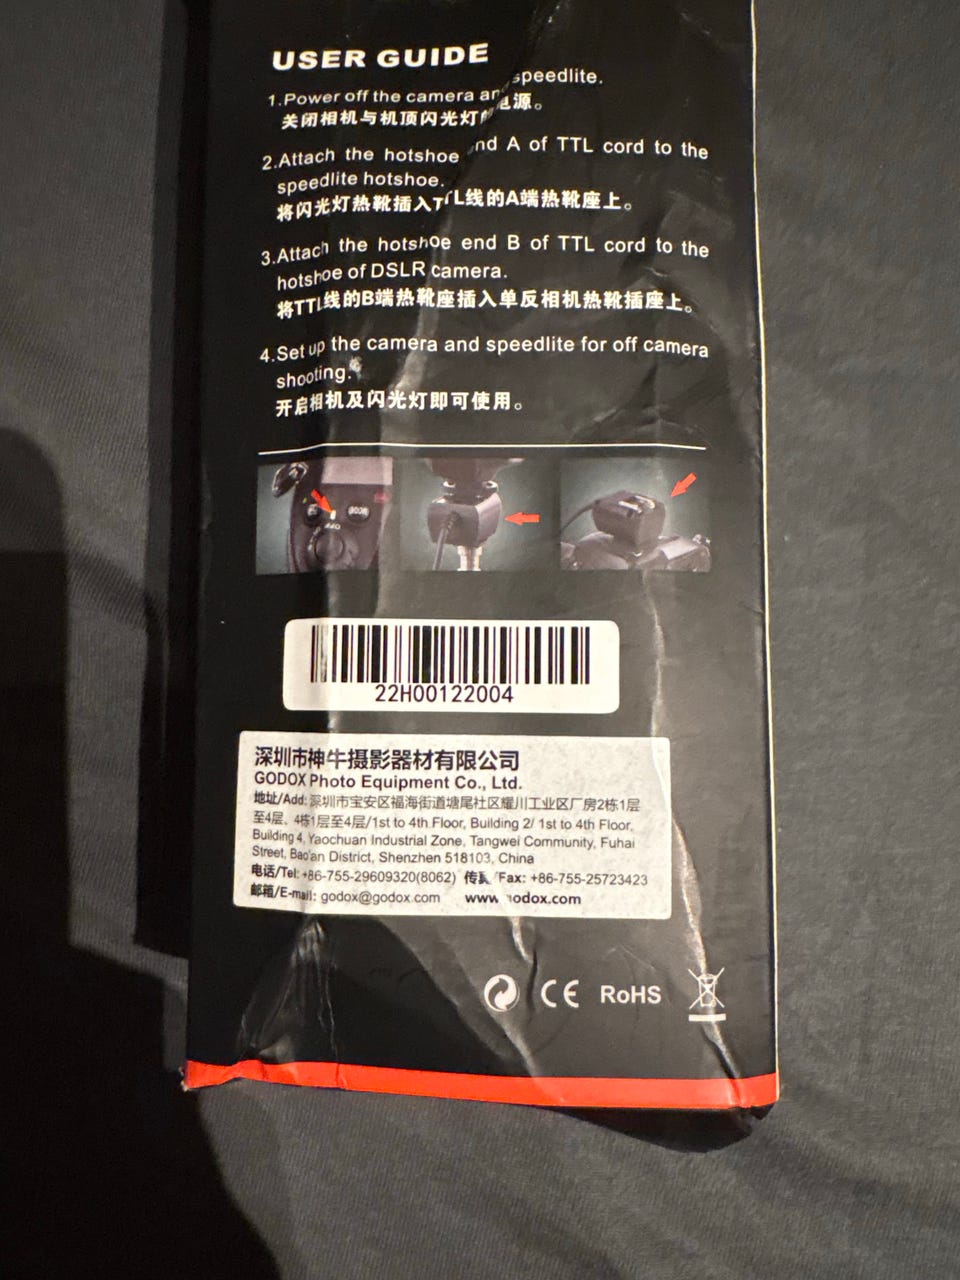 USER GUIDE
1.Power off the camera and speedlite.
关闭相机与机顶闪光灯的电源。
2.Attach the hotshoe end A of TTL cord to the
speedlite hotshoe.
将闪光灯热靴插入TTL线的A端热靴座上。
3.Attach the hotshoe end B of TTL cord to the
hotshoe of DSLR camera.
将TTL线的B端热靴座插入单反相机热靴插座上。
4.Set up the camera and speedlite for off camera
shooting.
开启相机及闪光灯即可使用。
OFF
22H00122004
深圳市神牛摄影器材有限公司
GODOX Photo Equipment Co., Ltd.
地址/Add: 深圳市宝安区福海街道塘尾社区耀川工业区厂房2栋1层
至4层、4栋1层至4层/1st to 4th Floor, Building 2/ 1st to 4th Floor,
Building 4, Yaochuan Industrial Zone, Tangwei Community, Fuhai
Street, Bao'an District, Shenzhen 518103, China
电话/Tel: +86-755-29609320(8062) 传真/Fax: +86-755-25723423
邮箱/E-mail: godox@godox.com www.godox.com
CE RoHS